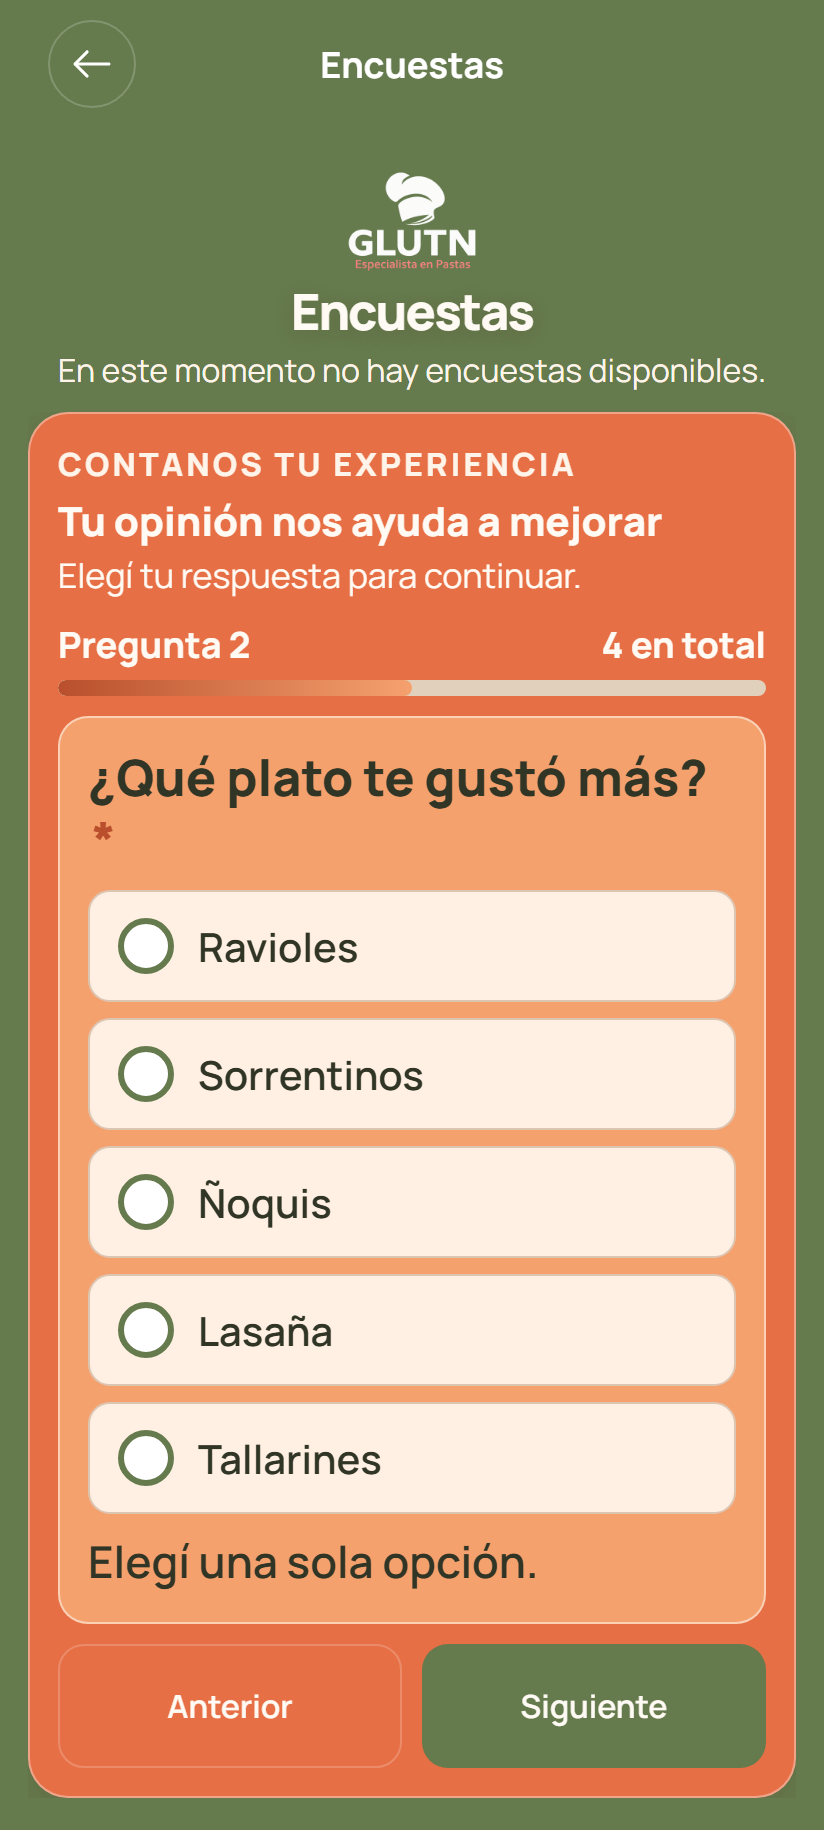 Encuestas
GLUTN
Especialista en Pastas
Encuestas
En este momento no hay encuestas disponibles.
CONTANOS TU EXPERIENCIA
Tu opinión nos ayuda a mejorar
Elegí tu respuesta para continuar.
Pregunta 2 4 en total
¿Qué plato te gustó más?
*
Ravioles
Sorrentinos
Ñoquis
Lasaña
Tallarines
Elegí una sola opción.
Anterior Siguiente